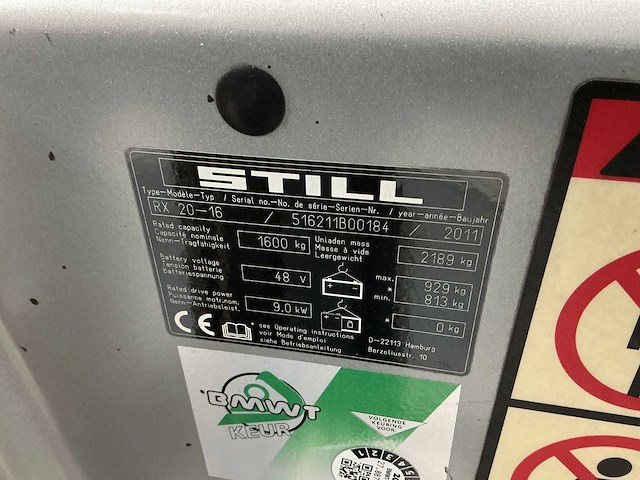 STILL
Type-Modèle-Typ / Serial no.-No. de série-Serien-Nr. / year-année-Baujahr
RX 20-16 / 516211B00184 / 2011
Rated capacity
Capacité nominale
Nenn-Tragfähigkeit
1600 kg
Unladen mass
Masse à vide
Leergewicht
2189 kg
Battery voltage
Tension batterie
Batteriespannung
48 V
max. 929 kg
min. 813 kg
Rated drive power
Puissance motr.nom.
Nenn-Antriebsleist.
9.0 kW
* 0 kg
CE
* see Operating instructions
voir Mode d'emploi
siehe Betriebsanleitung
D-22113 Hamburg
Berzeliusstr. 10
BMWT
KEUR
VOLGENDE
KEURING
VOOR